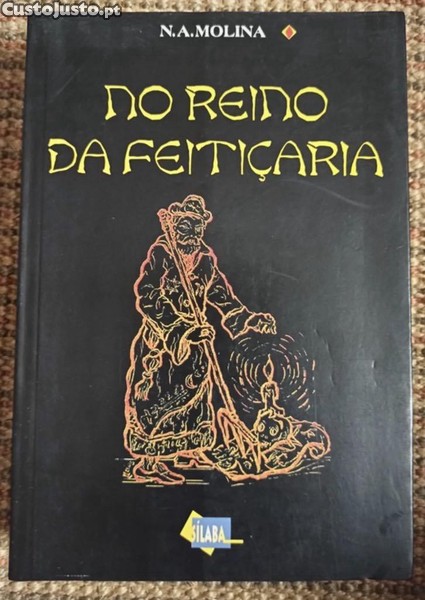 CustoJusto.pt
N.A.MOLINA
NO REINO
DA FEITIÇARIA
SÍLABA